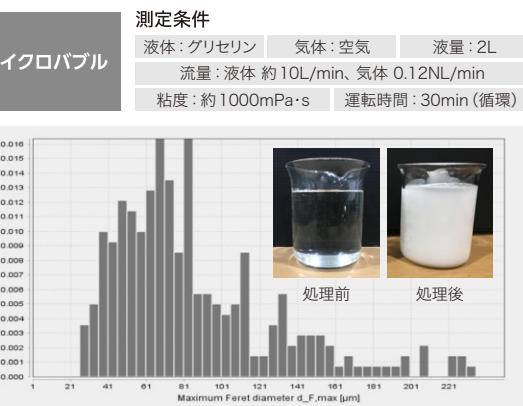 測定条件
イクロバブル
液体：グリセリン 気体：空気 液量：2L
流量：液体 約10L/min、気体 0.12NL/min
粘度：約1000mPa･s 運転時間：30min（循環）
0.016
0.015
0.014
0.013
0.012
0.011
0.010
0.009
0.008
0.007
0.006
0.005
0.004
0.003
0.002
0.001
0.000
処理前 処理後
1 21 41 61 81 101 121 141 161 181 201 221
Maximum Feret diameter d_F,max [μm]